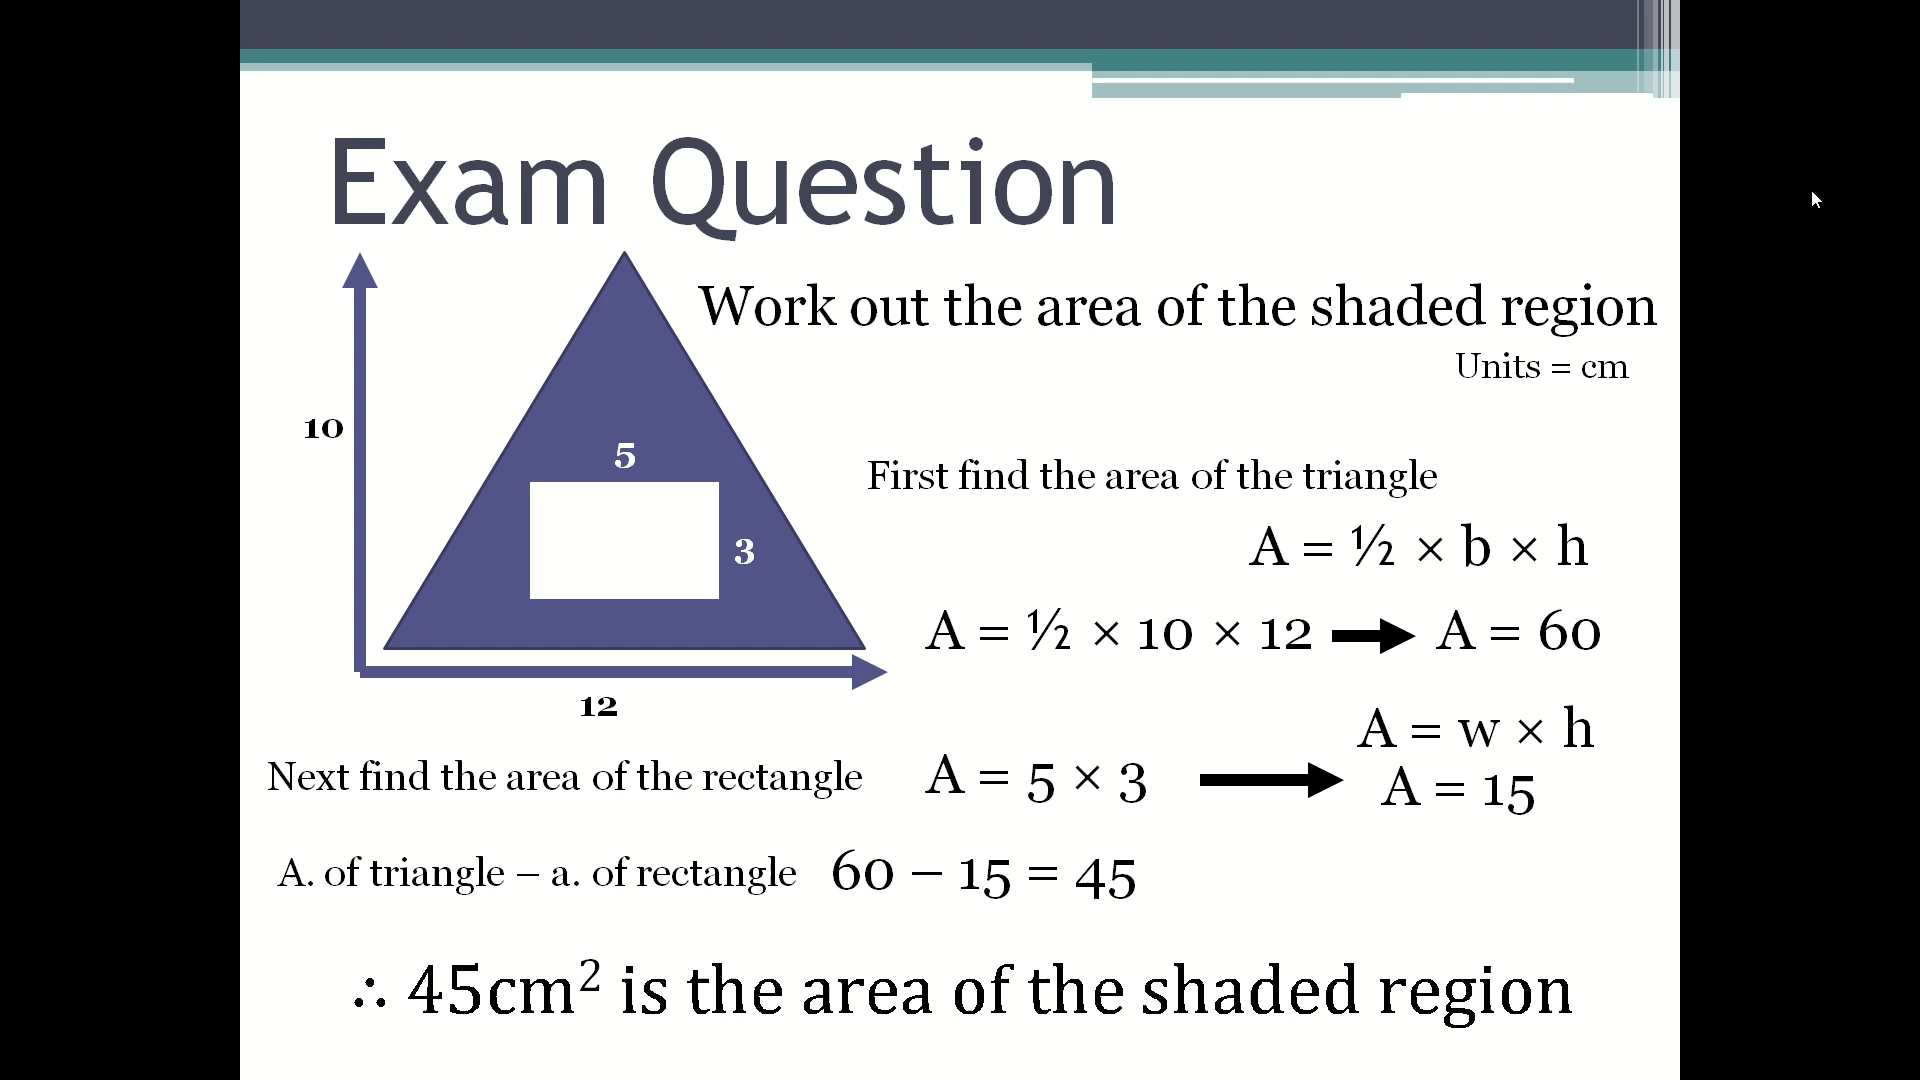 Exam Question
Work out the area of the shaded region
Units = cm
10
5
3
12
First find the area of the triangle
A = ½ × b × h
A = ½ × 10 × 12 → A = 60
A = w × h
Next find the area of the rectangle A = 5 × 3 → A = 15
A. of triangle – a. of rectangle 60 – 15 = 45
∴ 45cm² is the area of the shaded region